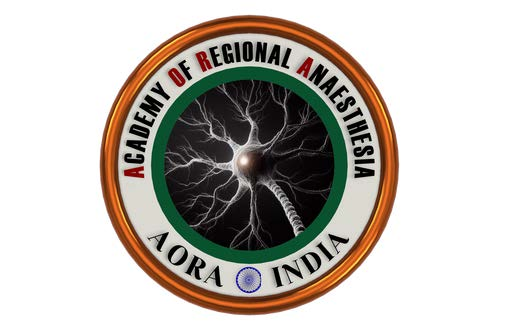 ACADEMY OF REGIONAL ANAESTHESIA
AORA INDIA